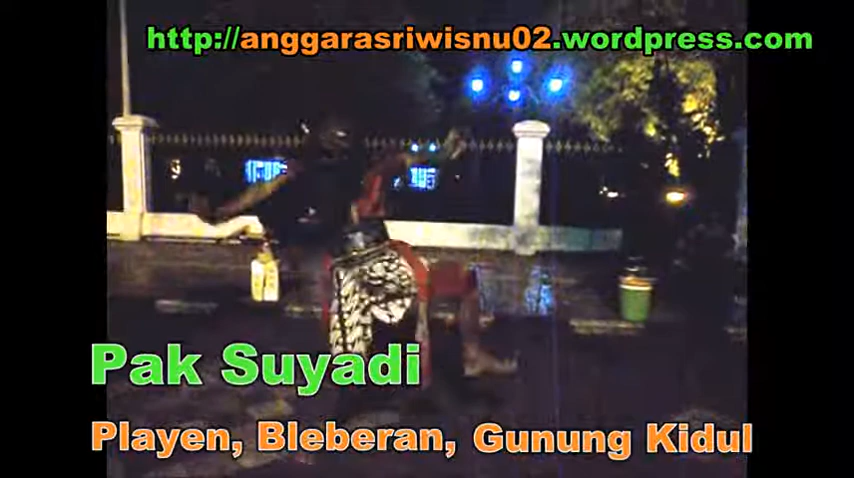 http://anggarasriwisnu02.wordpress.com
Pak Suyadi
Playen, Bleberan, Gunung Kidul